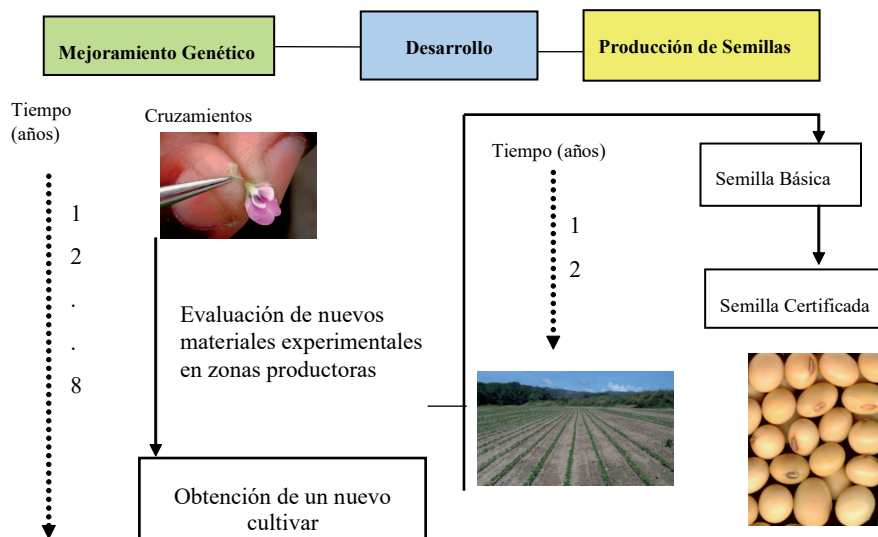 Mejoramiento Genético
Desarrollo
Producción de Semillas
Tiempo
(años)
1
2
.
.
8
Cruzamientos
Evaluación de nuevos
materiales experimentales
en zonas productoras
Obtención de un nuevo
cultivar
Tiempo (años)
1
2
Semilla Básica
Semilla Certificada